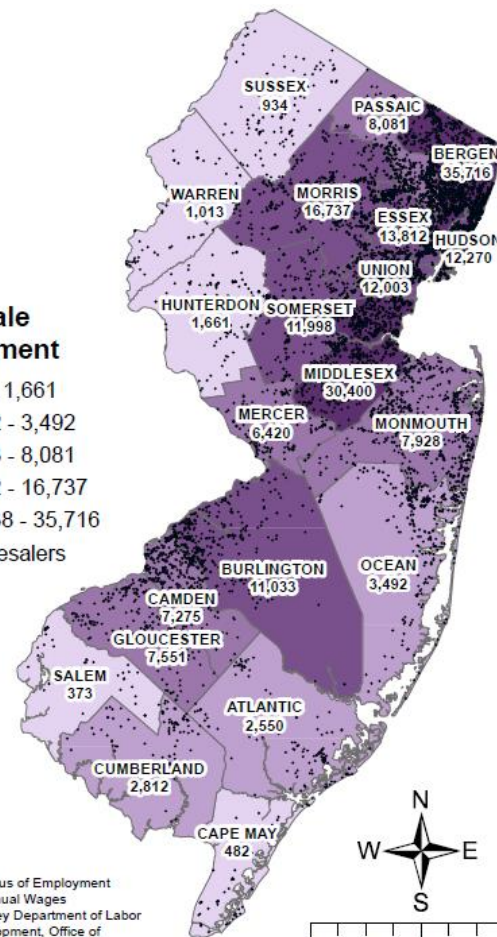 SUSSEX
934
PASSAIC
8,081
BERGEN
35,716
WARREN
1,013
MORRIS
16,737
ESSEX
13,812
HUDSON
12,270
UNION
12,003
HUNTERDON
1,661
SOMERSET
11,998
ale
ment
1,661
- 3,492
- 8,081
- 16,737
8 - 35,716
esalers
MIDDLESEX
30,400
MERCER
6,420
MONMOUTH
7,928
BURLINGTON
11,033
OCEAN
3,492
CAMDEN
7,275
GLOUCESTER
7,551
SALEM
373
ATLANTIC
2,550
CUMBERLAND
2,812
CAPE MAY
482
N
W E
S
us of Employment
nual Wages
ey Department of Labor
opment, Office of